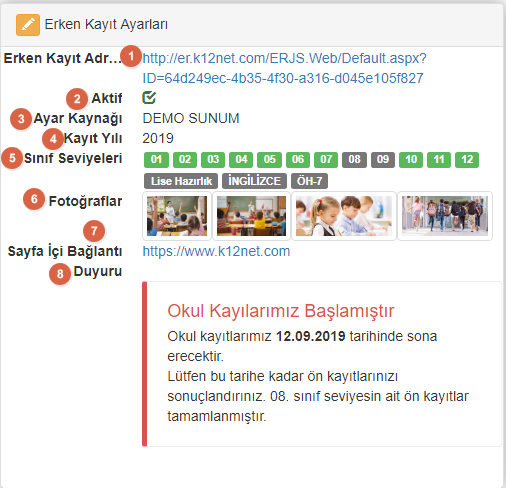 Erken Kayıt Ayarları
Erken Kayıt Adr... 1 http://er.k12net.com/ERJS.Web/Default.aspx?
ID=64d249ec-4b35-4f30-a316-d045e105f827
2 Aktif
3 Ayar Kaynağı DEMO SUNUM
4 Kayıt Yılı 2019
5 Sınıf Seviyeleri 01 02 03 04 05 06 07 08 09 10 11 12
Lise Hazırlık İNGİLİZCE ÖH-7
6 Fotoğraflar
7
Sayfa İçi Bağlantı https://www.k12net.com
8 Duyuru
Okul Kayılarımız Başlamıştır
Okul kayıtlarımız 12.09.2019 tarihinde sona
erecektir.
Lütfen bu tarihe kadar ön kayıtlarınızı
sonuçlandırınız. 08. sınıf seviyesin ait ön kayıtlar
tamamlanmıştır.